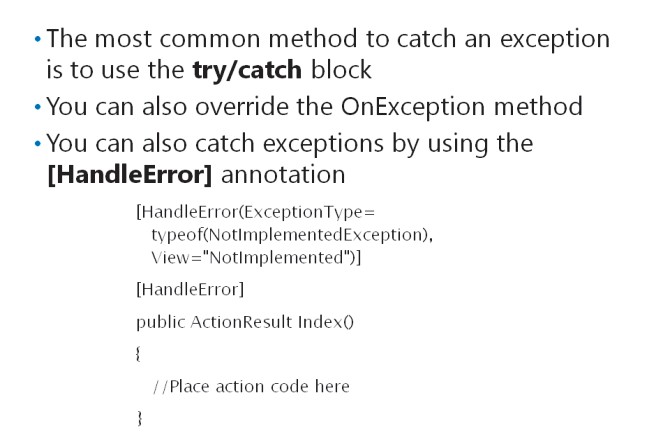 • The most common method to catch an exception
is to use the try/catch block
• You can also override the OnException method
• You can also catch exceptions by using the
[HandleError] annotation
[HandleError(ExceptionType=
typeof(NotImplementedException),
View="NotImplemented")]
[HandleError]
public ActionResult Index()
{
//Place action code here
}